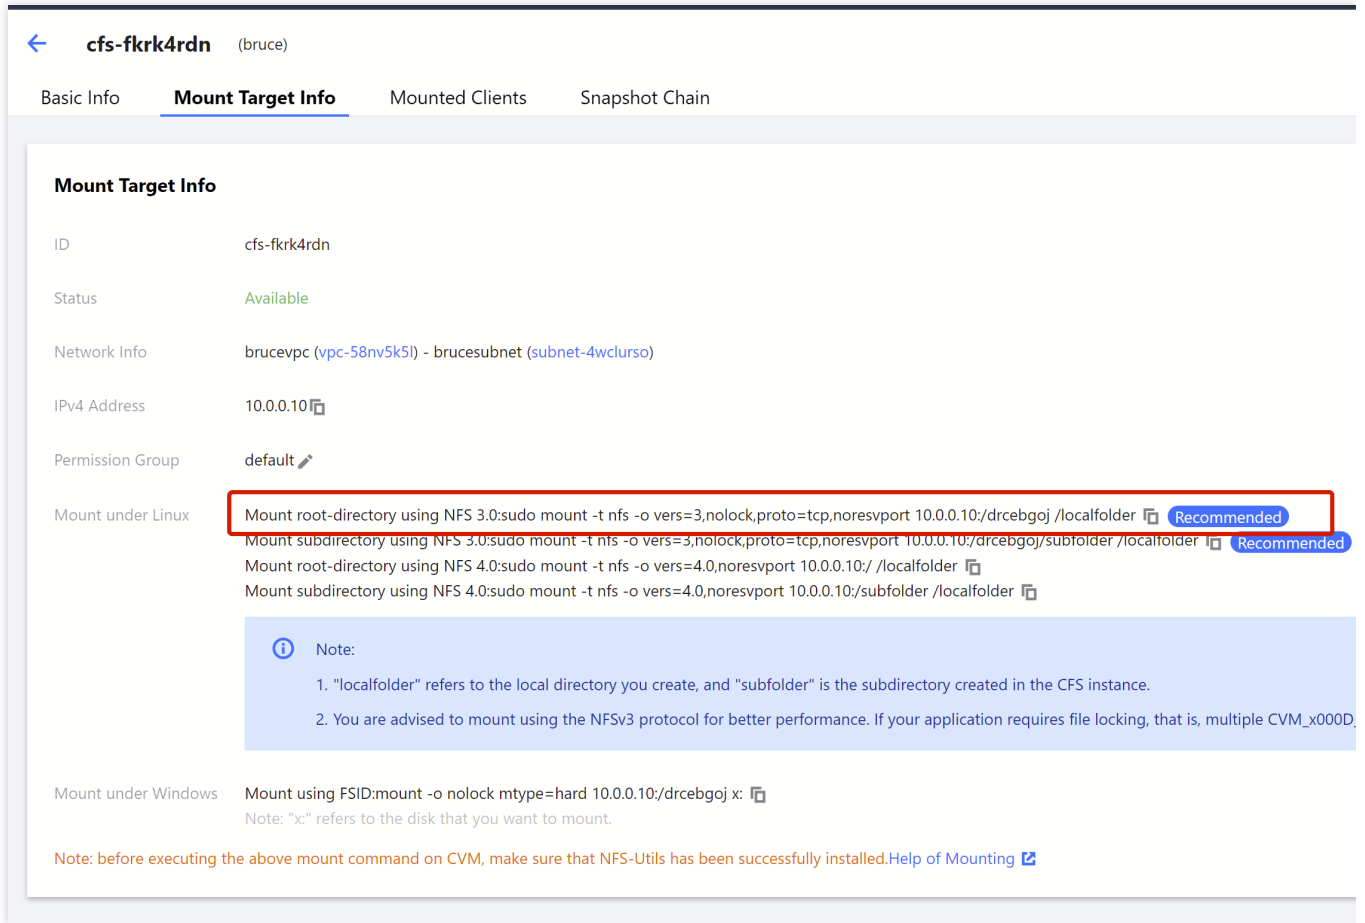 cfs-fkrk4rdn (bruce)
Basic Info Mount Target Info Mounted Clients Snapshot Chain
Mount Target Info
ID cfs-fkrk4rdn
Status Available
Network Info brucevpc (vpc-58nv5k5l) - brucesubnet (subnet-4wclurso)
IPv4 Address 10.0.0.10
Permission Group default
Mount under Linux Mount root-directory using NFS 3.0:sudo mount -t nfs -o vers=3,nolock,proto=tcp,noresvport 10.0.0.10:/drcebgoj /localfolder Recommended
Mount subdirectory using NFS 3.0:sudo mount -t nfs -o vers=3,nolock,proto=tcp,noresvport 10.0.0.10:/drcebgoj/subfolder /localfolder Recommended
Mount root-directory using NFS 4.0:sudo mount -t nfs -o vers=4.0,noresvport 10.0.0.10:/ /localfolder
Mount subdirectory using NFS 4.0:sudo mount -t nfs -o vers=4.0,noresvport 10.0.0.10:/subfolder /localfolder
Note:
1. "localfolder" refers to the local directory you create, and "subfolder" is the subdirectory created in the CFS instance.
2. You are advised to mount using the NFSv3 protocol for better performance. If your application requires file locking, that is, multiple CVM_x000D_
Mount under Windows Mount using FSID:mount -o nolock mtype=hard 10.0.0.10:/drcebgoj x:
Note: "x:" refers to the disk that you want to mount.
Note: before executing the above mount command on CVM, make sure that NFS-Utils has been successfully installed.Help of Mounting